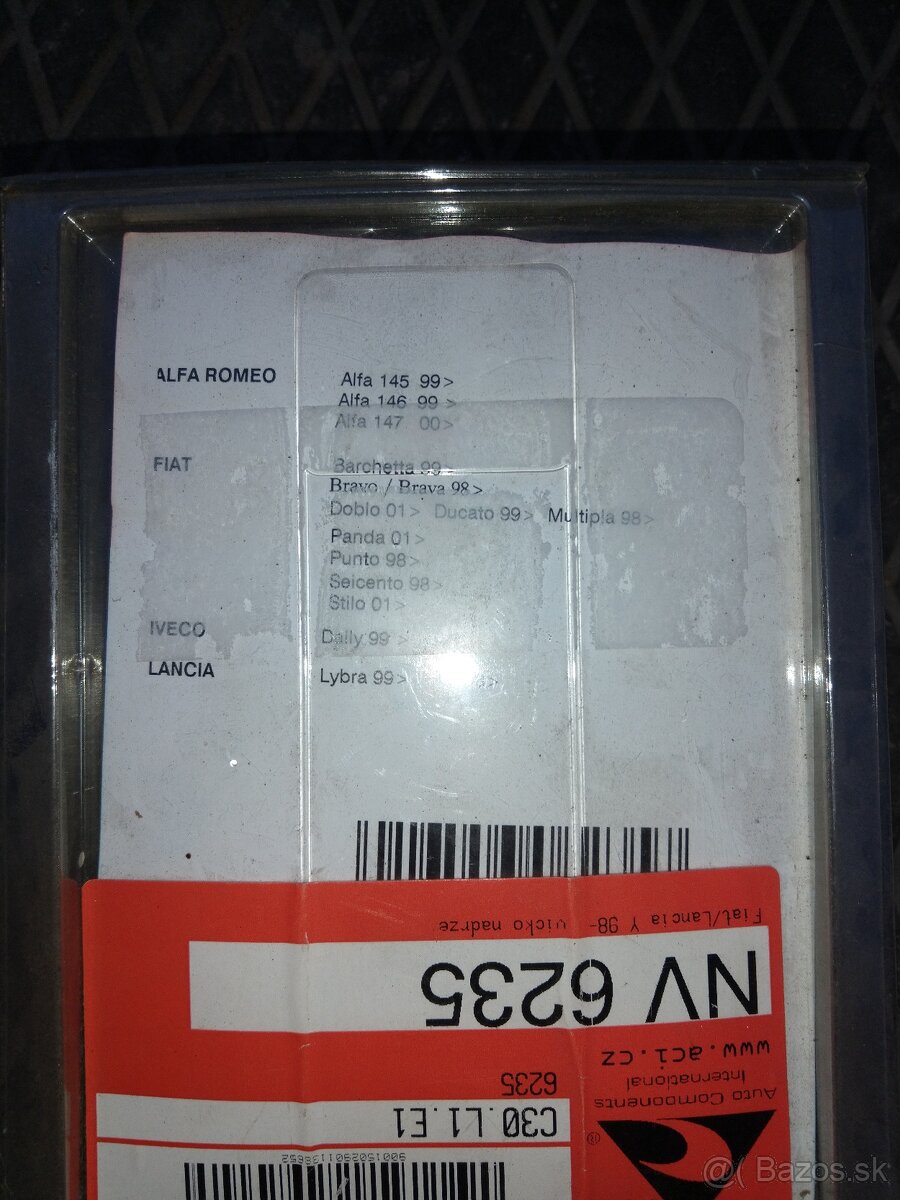 ALFA ROMEO Alfa 145 99>
Alfa 146 99 >
Alfa 147 00>
FIAT Barchetta 99>
Bravo / Brava 98>
Doblo 01> Ducato 99> Multipla 98>
Panda 01>
Punto 98>
Seicento 98>
Stilo 01>
IVECO Daily 99 >
LANCIA Lybra 99>
Fiat/Lancia Y 98- vicko nadrze
NV 6235
www.aci.cz
Auto Components
International
®
6235
C30.L1.E1
9001502901138652
@( Bazos.sk